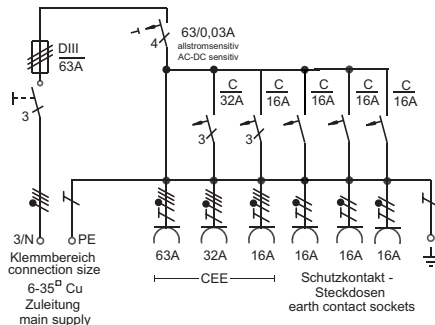 DIII
63A
3
4
63/0,03A
allstromsensitiv
AC-DC sensitiv
C
32A
C
16A
C
16A
C
16A
C
16A
3
3
3/N
PE
Klemmbereich
connection size
6-35□ Cu
Zuleitung
main supply
63A
32A
16A
16A
16A
16A
CEE
Schutzkontakt -
Steckdosen
earth contact sockets